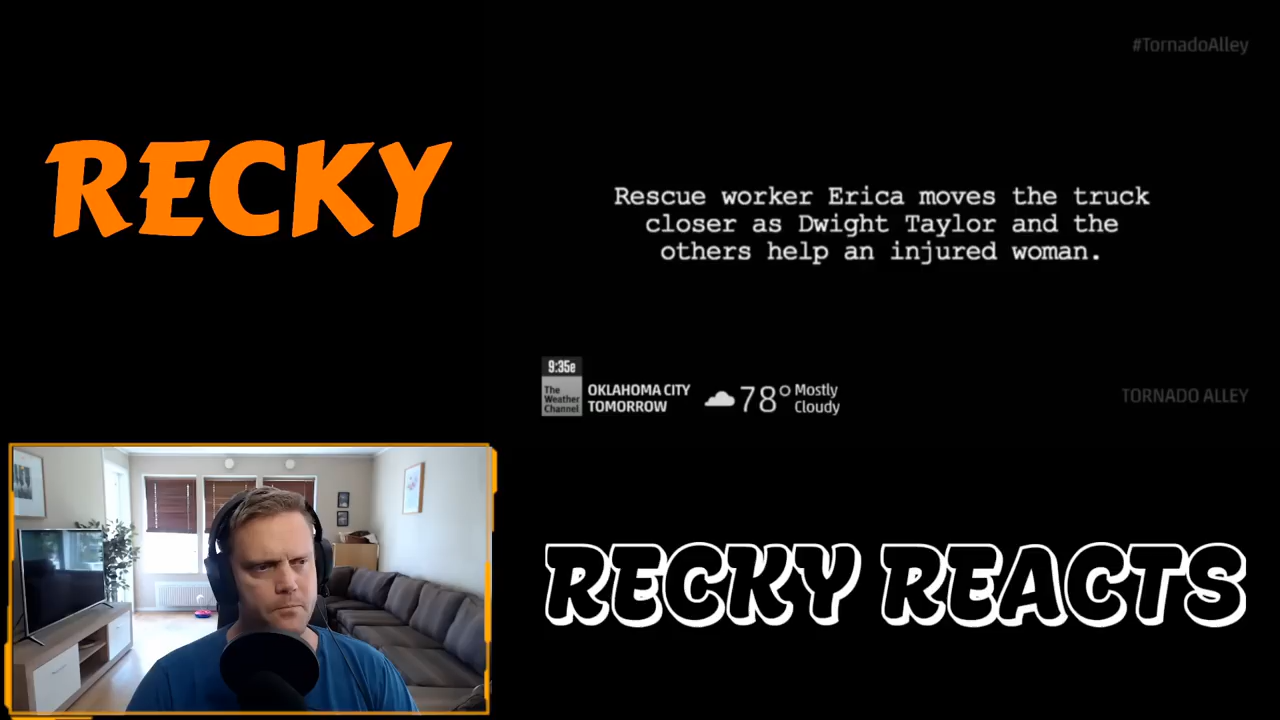 #TornadoAlley
RECKY
Rescue worker Erica moves the truck
closer as Dwight Taylor and the
others help an injured woman.
9:35e
The
Weather
Channel
OKLAHOMA CITY
TOMORROW
78°
Mostly
Cloudy
TORNADO ALLEY
RECKY REACTS